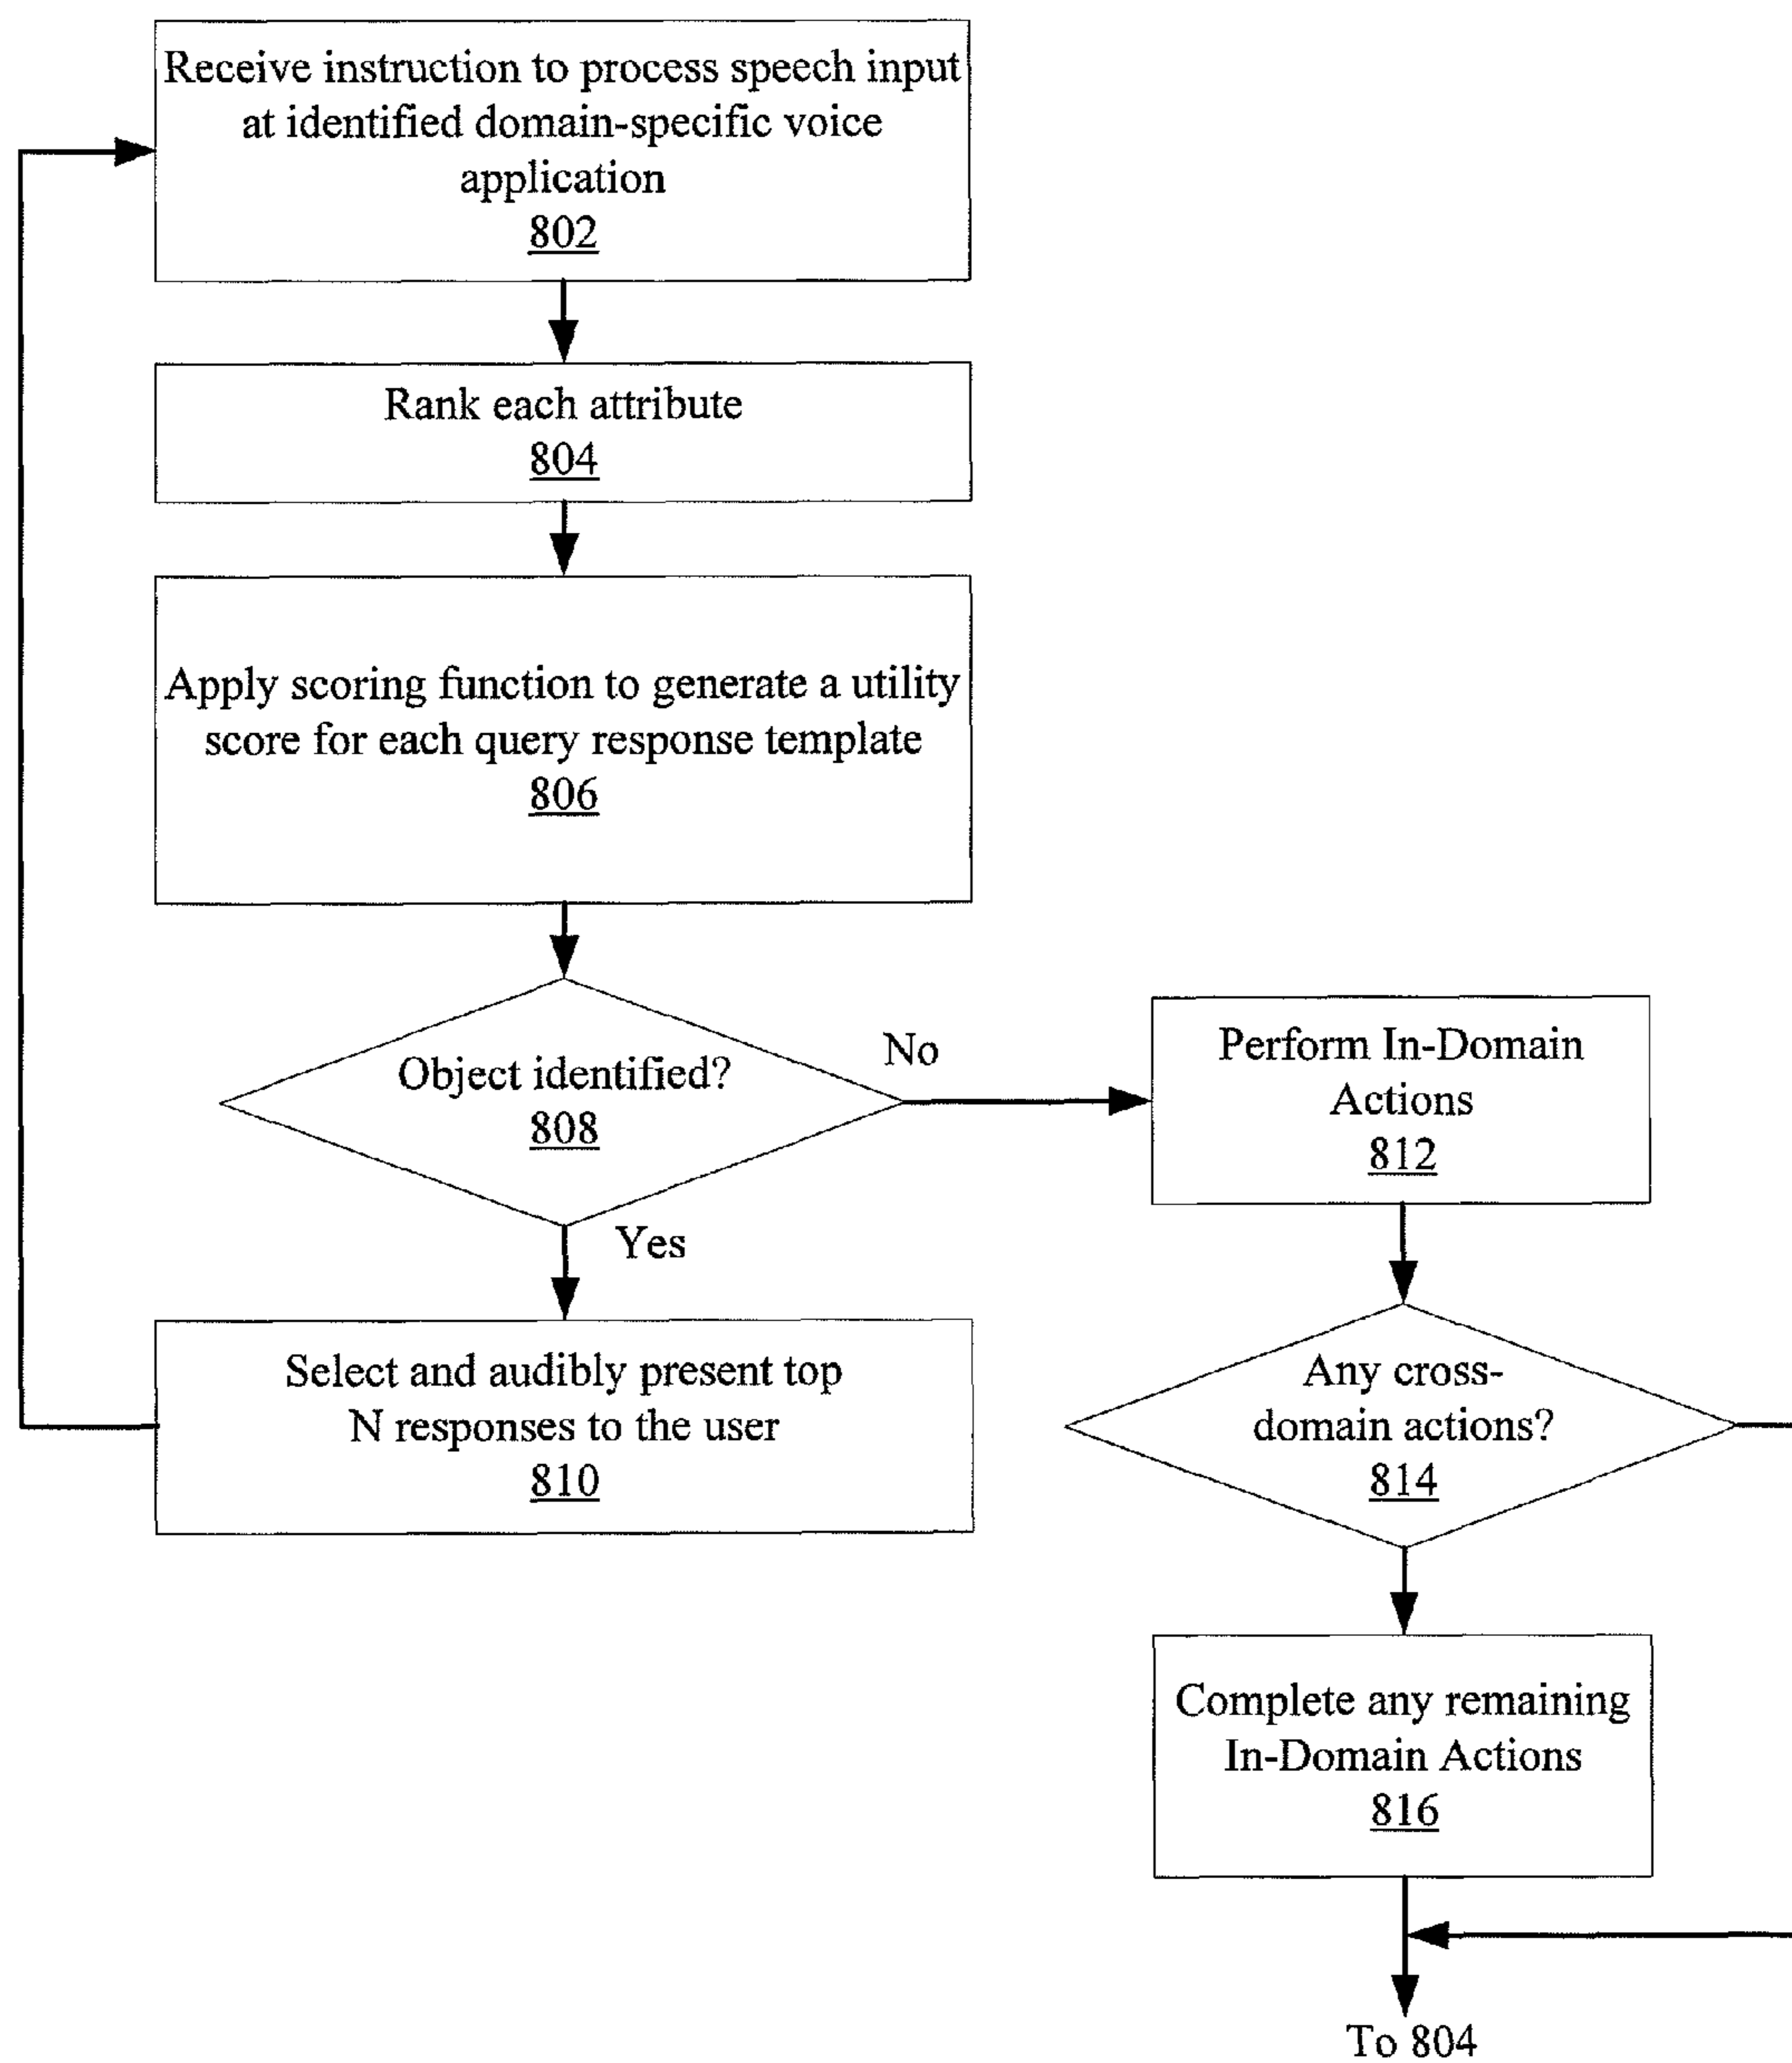 Receive instruction to process speech input
at identified domain-specific voice
application
802
Rank each attribute
804
Apply scoring function to generate a utility
score for each query response template
806
Object identified?
808
No
Yes
Select and audibly present top
N responses to the user
810
Perform In-Domain
Actions
812
Any cross-
domain actions?
814
Complete any remaining
In-Domain Actions
816
To 804